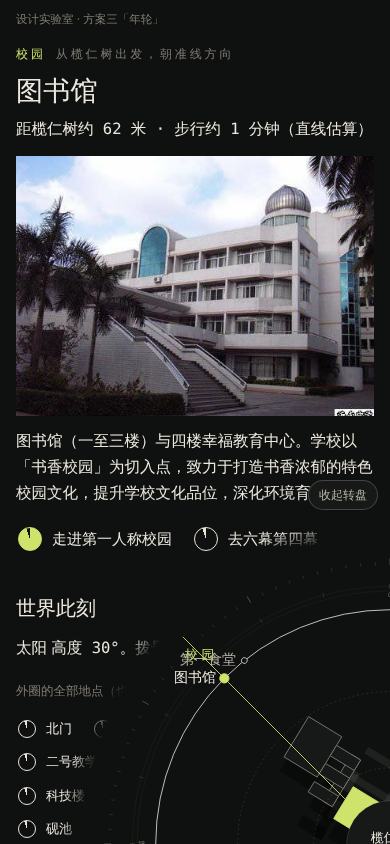 设计实验室 · 方案三「年轮」
校园 从榄仁树出发，朝准线方向
图书馆
距榄仁树约 62 米 · 步行约 1 分钟（直线估算）
图书馆（一至三楼）与四楼幸福教育中心。学校以
「书香校园」为切入点，致力于打造书香浓郁的特色
校园文化，提升学校文化品位，深化环境育
收起转盘
走进第一人称校园 去六幕第四幕
世界此刻
太阳 高度 30°。拨
校园
第一食堂
图书馆
外圈的全部地点
北门
二号教学
科技楼
砚池